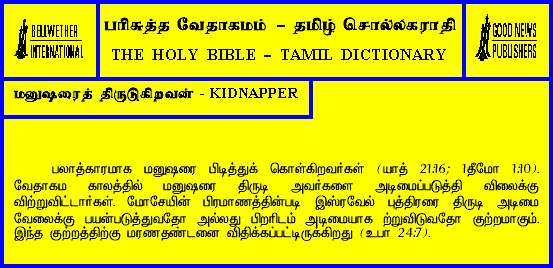 BELLWETHER
INTERNATIONAL
பரிசுத்த வேதாகமம் – தமிழ் சொல்லகராதி
THE HOLY BIBLE – TAMIL DICTIONARY
GOOD NEWS
PUBLISHERS
மனுஷரைத் திருடுகிறவன் - KIDNAPPER
பலாத்காரமாக மனுஷரை பிடித்துக் கொள்கிறவர்கள் (யாத் 21:16; 1தீமோ 1:10).
வேதாகம காலத்தில் மனுஷரை திருடி அவர்களை அடிமைப்படுத்தி விலைக்கு
விற்றுவிட்டார்கள். மோசேயின் பிரமாணத்தின்படி இஸ்ரவேல் புத்திரரை திருடி அடிமை
வேலைக்கு பயன்படுத்துவதோ அல்லது பிறரிடம் அடிமையாக ற்றுவிடுவதோ குற்றமாகும்.
இந்த குற்றத்திற்கு மரணதண்டனை விதிக்கப்பட்டிருக்கிறது (உபா 24:7).